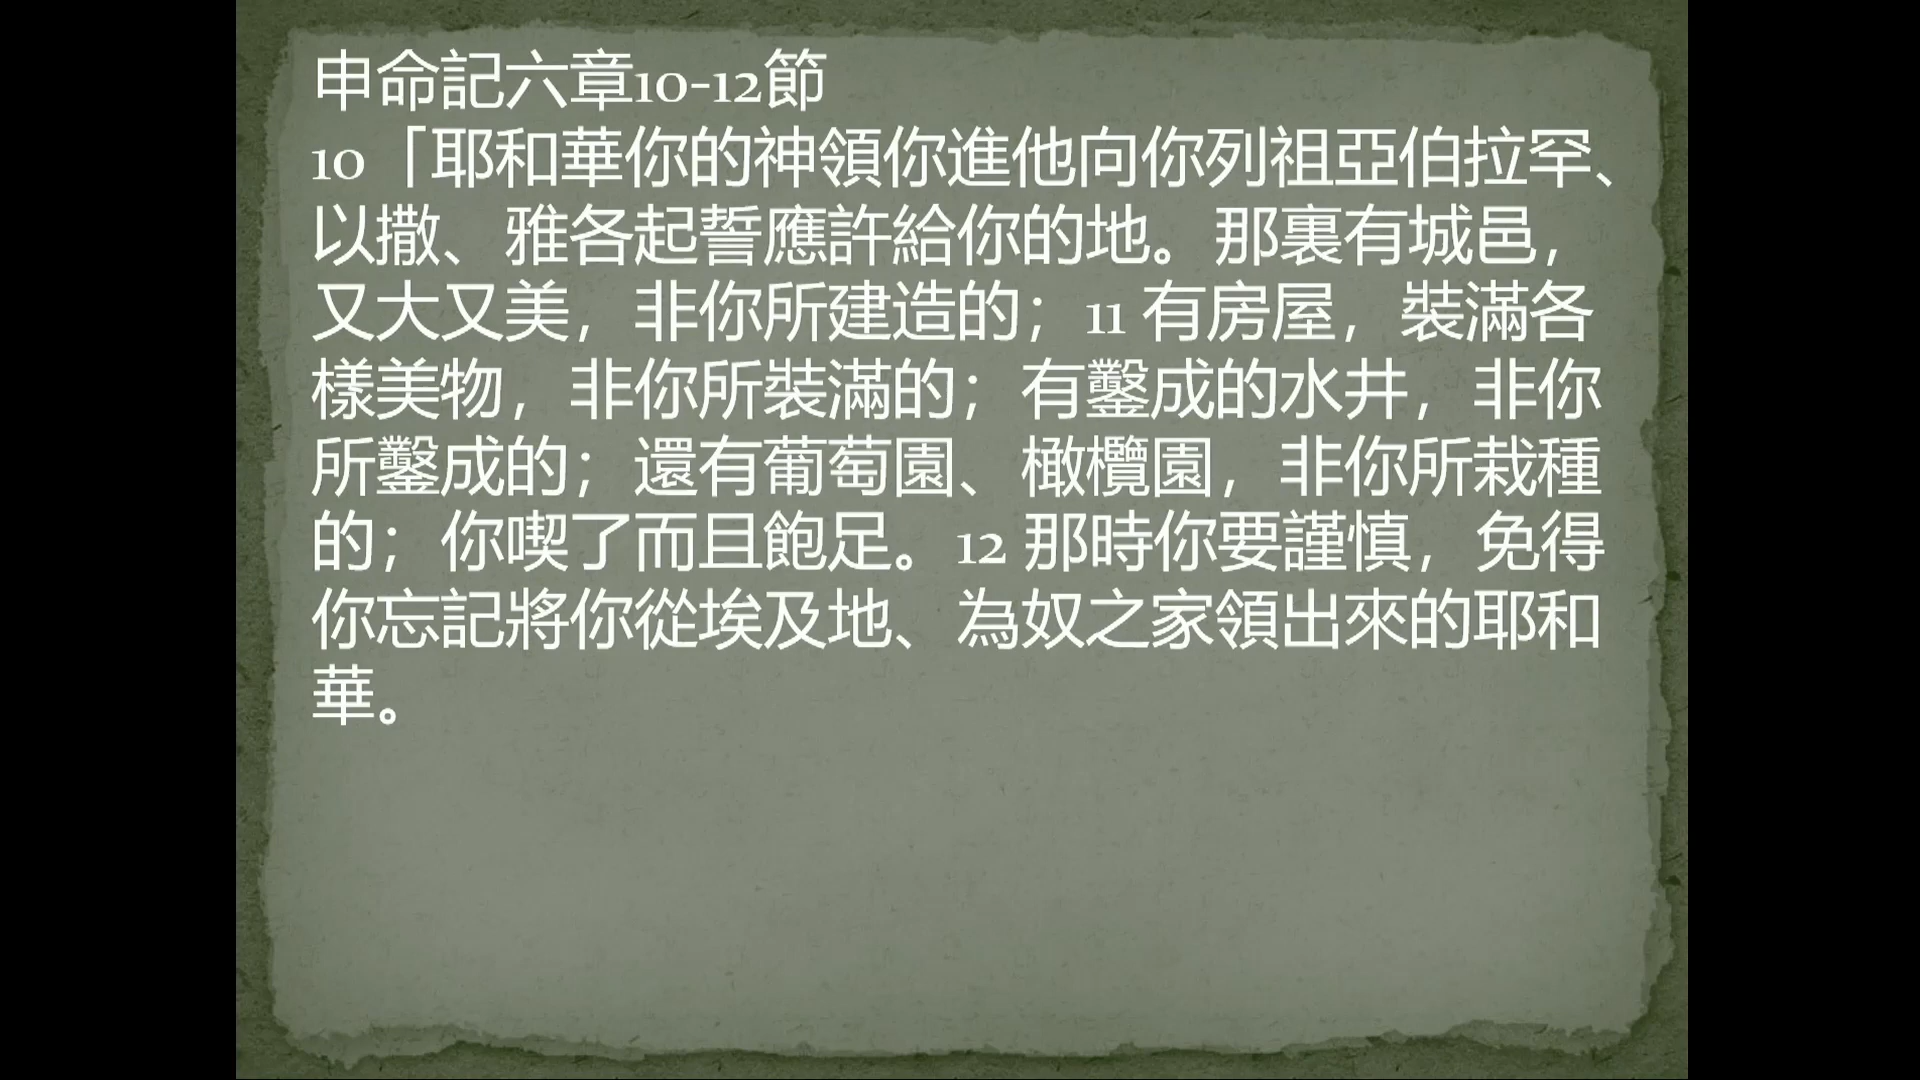 申命記六章10-12節
10「耶和華你的神領你進他向你列祖亞伯拉罕、
以撒、雅各起誓應許給你的地。那裏有城邑，
又大又美，非你所建造的；11 有房屋，裝滿各
樣美物，非你所裝滿的；有鑿成的水井，非你
所鑿成的；還有葡萄園、橄欖園，非你所栽種
的；你喫了而且飽足。12 那時你要謹慎，免得
你忘記將你從埃及地、為奴之家領出來的耶和
華。